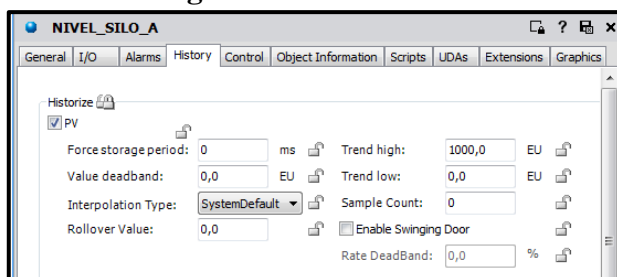 NIVEL_SILO_A ?
General I/O Alarms History Control Object Information Scripts UDAs Extensions Graphics
Historize
PV
Force storage period: 0 ms Trend high: 1000,0 EU
Value deadband: 0,0 EU Trend low: 0,0 EU
Interpolation Type: SystemDefault Sample Count: 0
Rollover Value: 0,0 Enable Swinging Door
Rate DeadBand: 0,0 %